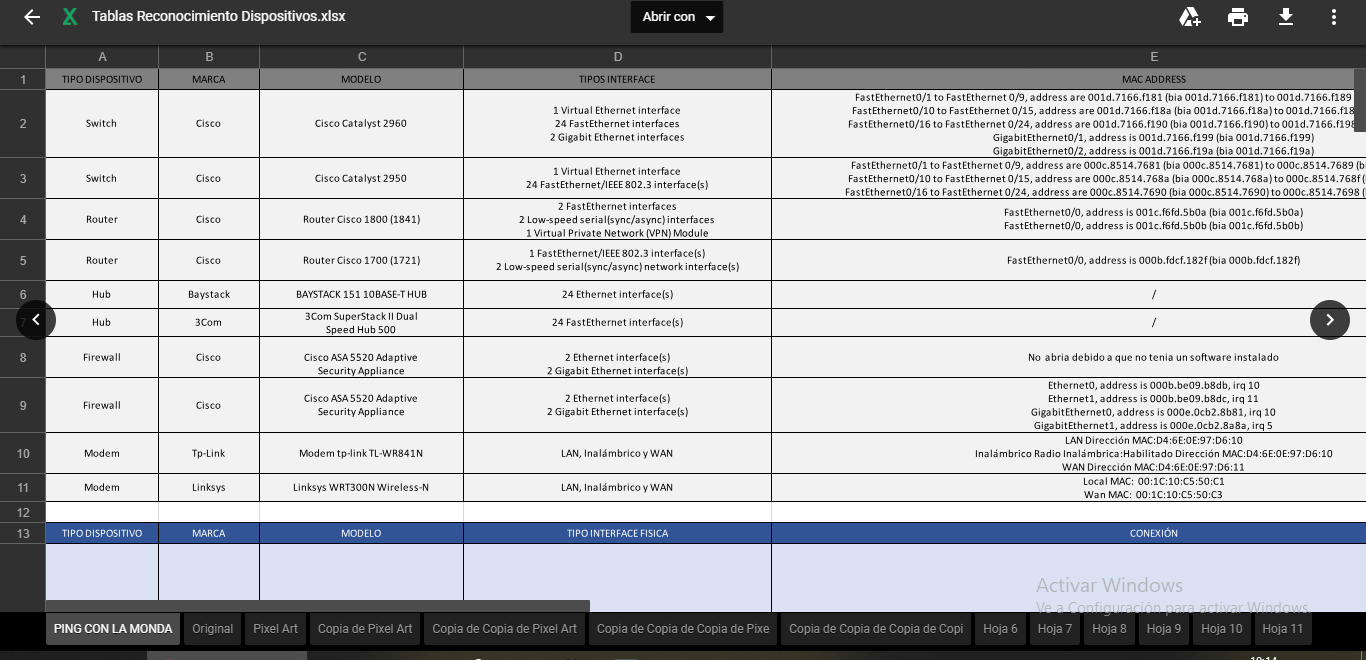 Tablas Reconocimiento Dispositivos.xlsx
Abrir con
A B C D E
1 TIPO DISPOSITIVO MARCA MODELO TIPOS INTERFACE MAC ADDRESS
2 Switch Cisco Cisco Catalyst 2960
1 Virtual Ethernet interface
24 FastEthernet interfaces
2 Gigabit Ethernet interfaces
FastEthernet0/1 to FastEthernet 0/9, address are 001d.7166.f181 (bia 001d.7166.f181) to 001d.7166.f189
FastEthernet0/10 to FastEthernet 0/15, address are 001d.7166.f18a (bia 001d.7166.f18a) to 001d.7166.f18
FastEthernet0/16 to FastEthernet 0/24, address are 001d.7166.f190 (bia 001d.7166.f190) to 001d.7166.f198
GigabitEthernet0/1, address is 001d.7166.f199 (bia 001d.7166.f199)
GigabitEthernet0/2, address is 001d.7166.f19a (bia 001d.7166.f19a)
3 Switch Cisco Cisco Catalyst 2950
1 Virtual Ethernet interface
24 FastEthernet/IEEE 802.3 interface(s)
FastEthernet0/1 to FastEthernet 0/9, address are 000c.8514.7681 (bia 000c.8514.7681) to 000c.8514.7689 (bi
FastEthernet0/10 to FastEthernet 0/15, address are 000c.8514.768a (bia 000c.8514.768a) to 000c.8514.768f (
FastEthernet0/16 to FastEthernet 0/24, address are 000c.8514.7690 (bia 000c.8514.7690) to 000c.8514.7698 (
4 Router Cisco Router Cisco 1800 (1841)
2 FastEthernet interfaces
2 Low-speed serial(sync/async) interfaces
1 Virtual Private Network (VPN) Module
FastEthernet0/0, address is 001c.f6fd.5b0a (bia 001c.f6fd.5b0a)
FastEthernet0/0, address is 001c.f6fd.5b0b (bia 001c.f6fd.5b0b)
5 Router Cisco Router Cisco 1700 (1721)
1 FastEthernet/IEEE 802.3 interface(s)
2 Low-speed serial(sync/async) network interface(s)
FastEthernet0/0, address is 000b.fdcf.182f (bia 000b.fdcf.182f)
6 Hub Baystack BAYSTACK 151 10BASE-T HUB 24 Ethernet interface(s) /
7 Hub 3Com
3Com SuperStack II Dual
Speed Hub 500
24 FastEthernet interface(s) /
8 Firewall Cisco
Cisco ASA 5520 Adaptive
Security Appliance
2 Ethernet interface(s)
2 Gigabit Ethernet interface(s)
No abria debido a que no tenia un software instalado
9 Firewall Cisco
Cisco ASA 5520 Adaptive
Security Appliance
2 Ethernet interface(s)
2 Gigabit Ethernet interface(s)
Ethernet0, address is 000b.be09.b8db, irq 10
Ethernet1, address is 000b.be09.b8dc, irq 11
GigabitEthernet0, address is 000e.0cb2.8b81, irq 10
GigabitEthernet1, address is 000e.0cb2.8a8a, irq 5
10 Modem Tp-Link Modem tp-link TL-WR841N LAN, Inalámbrico y WAN
LAN Dirección MAC:D4:6E:0E:97:D6:10
Inalámbrico Radio Inalámbrica:Habilitado Dirección MAC:D4:6E:0E:97:D6:10
WAN Dirección MAC:D4:6E:0E:97:D6:11
11 Modem Linksys Linksys WRT300N Wireless-N LAN, Inalámbrico y WAN
Local MAC: 00:1C:10:C5:50:C1
Wan MAC: 00:1C:10:C5:50:C3
12
13 TIPO DISPOSITIVO MARCA MODELO TIPO INTERFACE FISICA CONEXIÓN
Activar Windows
Ve a Configuración para activar Windows.
PING CON LA MONDA Original Pixel Art Copia de Pixel Art Copia de Copia de Pixel Art Copia de Copia de Copia de Pixe Copia de Copia de Copia de Copi Hoja 6 Hoja 7 Hoja 8 Hoja 9 Hoja 10 Hoja 11